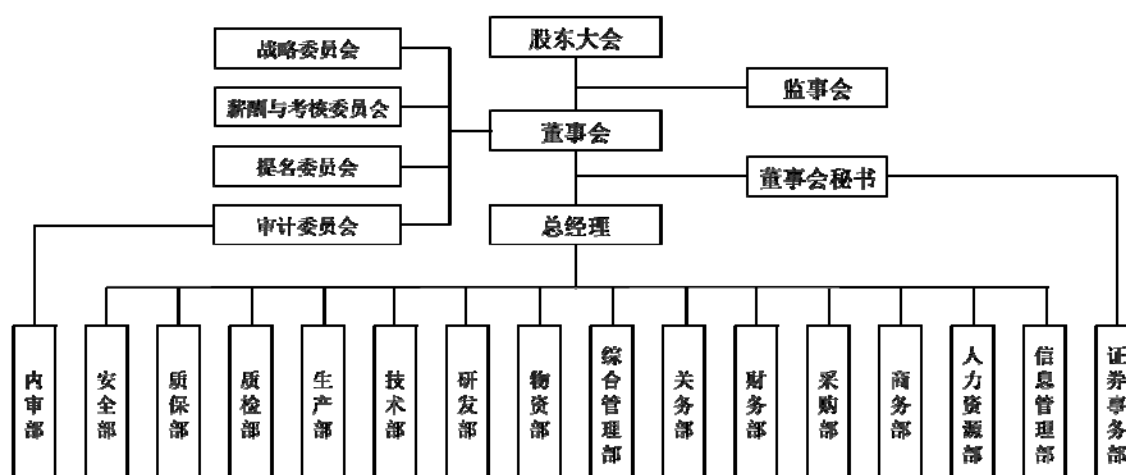 股东大会
战略委员会
监事会
薪酬与考核委员会
董事会
提名委员会
董事会秘书
审计委员会
总经理
内审部
安全部
质保部
质检部
生产部
技术部
研发部
物资部
综合管理部
关务部
财务部
采购部
商务部
人力资源部
信息管理部
证券事务部